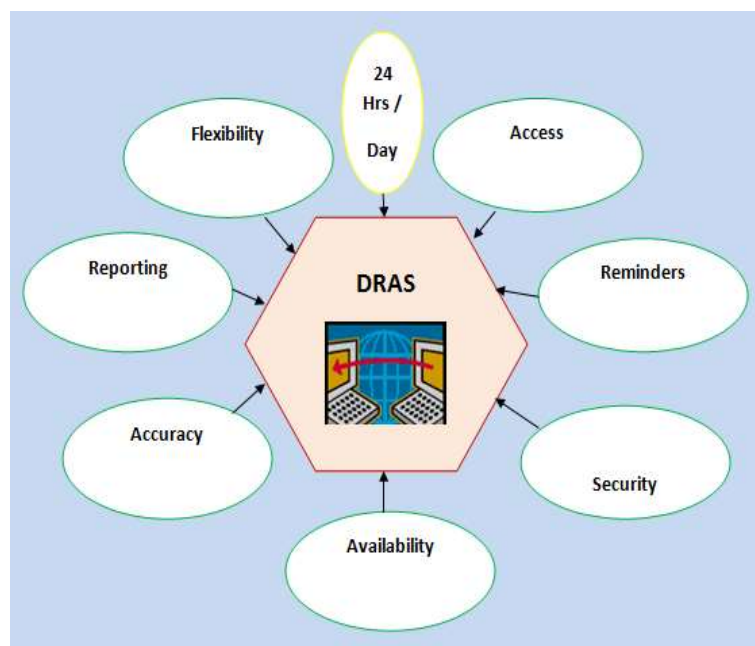 24
Hrs /
Day
Flexibility
Access
Reporting
DRAS
Reminders
Accuracy
Security
Availability